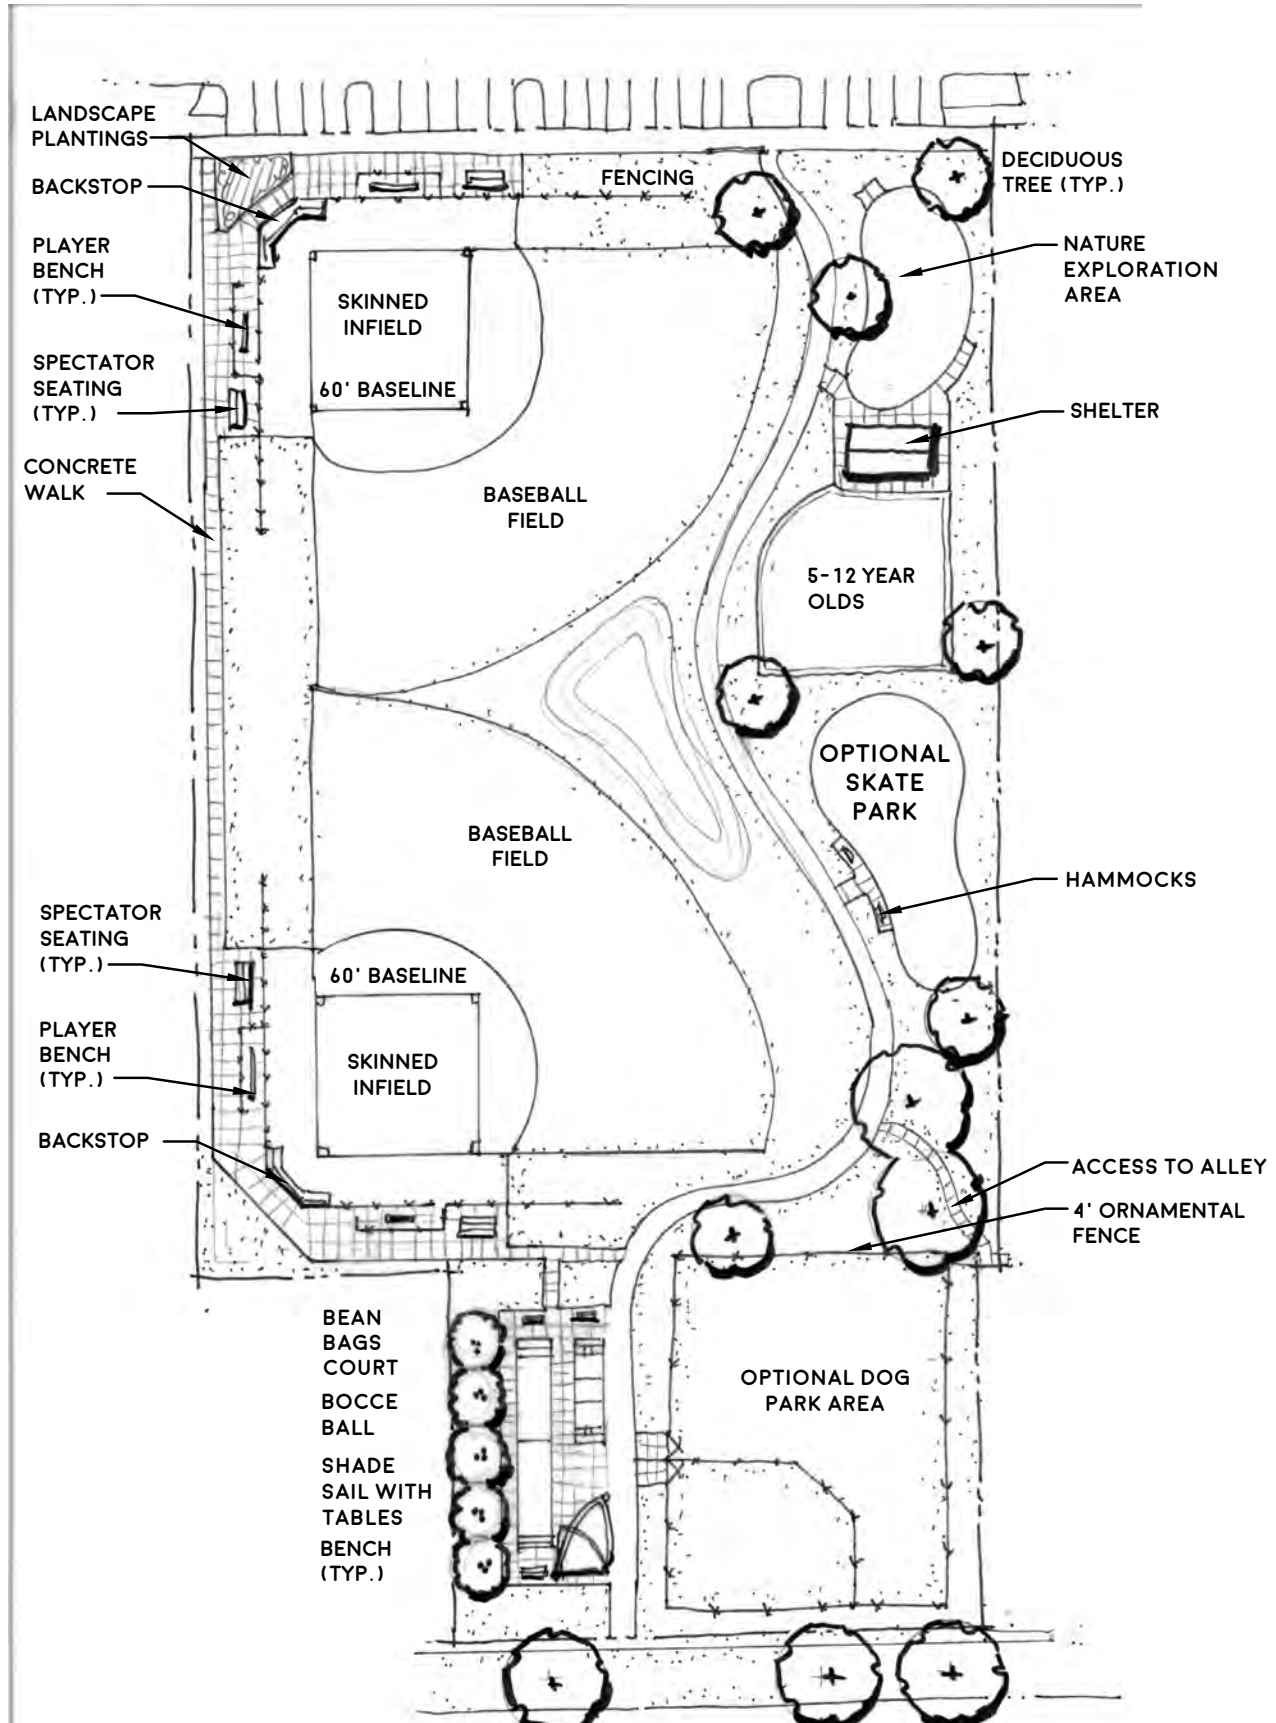 LANDSCAPE
PLANTINGS
BACKSTOP
PLAYER
BENCH
(TYP.)
SPECTATOR
SEATING
(TYP.)
CONCRETE
WALK
FENCING
DECIDUOUS
TREE (TYP.)
NATURE
EXPLORATION
AREA
SKINNED
INFIELD
60' BASELINE
SHELTER
BASEBALL
FIELD
5-12 YEAR
OLDS
OPTIONAL
SKATE
PARK
BASEBALL
FIELD
HAMMOCKS
SPECTATOR
SEATING
(TYP.)
PLAYER
BENCH
(TYP.)
BACKSTOP
60' BASELINE
SKINNED
INFIELD
ACCESS TO ALLEY
4' ORNAMENTAL
FENCE
BEAN
BAGS
COURT
BOCCE
BALL
SHADE
SAIL WITH
TABLES
BENCH
(TYP.)
OPTIONAL DOG
PARK AREA